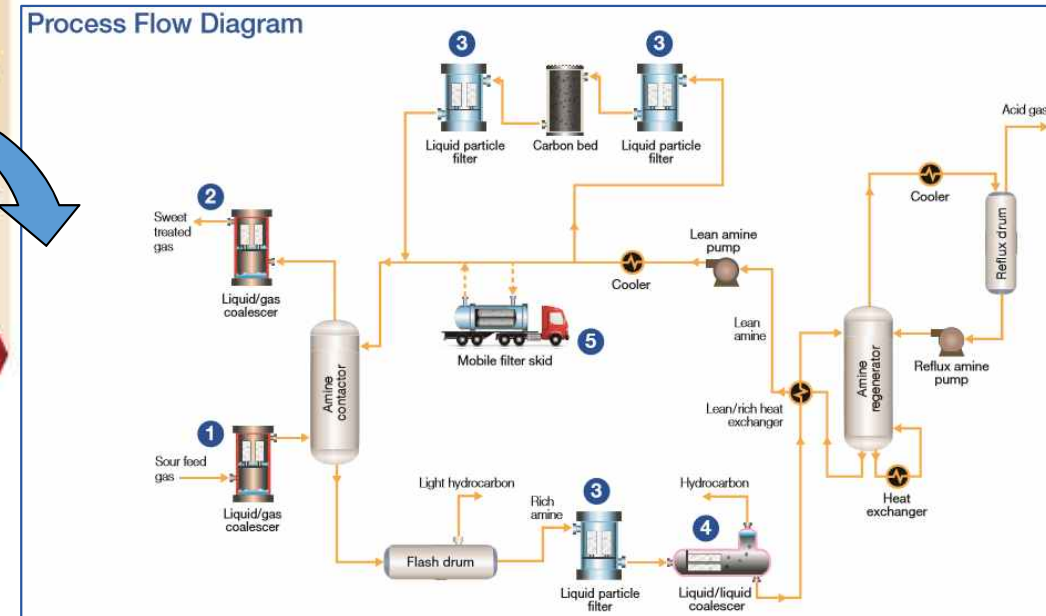 Process Flow Diagram
3
3
Liquid particle
filter
Carbon bed
Liquid particle
filter
Acid gas
Cooler
Reflux drum
2
Sweet
treated
gas
Liquid/gas
coalescer
Lean amine
pump
Cooler
Mobile filter skid
5
Lean
amine
Reflux amine
pump
Amine
contactor
Amine
regenerator
Lean/rich heat
exchanger
1
Sour feed
gas
Liquid/gas
coalescer
Light hydrocarbon
Rich
amine
3
Hydrocarbon
4
Heat
exchanger
Flash drum
Liquid particle
filter
Liquid/liquid
coalescer